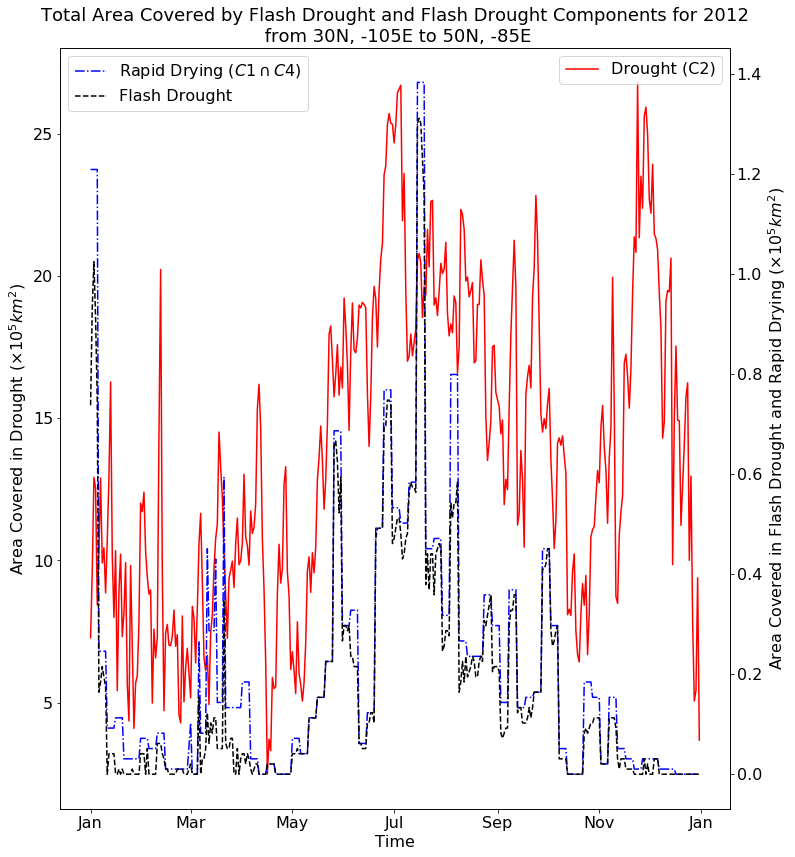 Total Area Covered by Flash Drought and Flash Drought Components for 2012
from 30N, -105E to 50N, -85E
Rapid Drying (C1 ∩ C4)
Flash Drought
Drought (C2)
Area Covered in Drought (×10⁵km²)
25
20
15
10
5
1.4
1.2
1.0
0.8
0.6
0.4
0.2
0.0
Area Covered in Flash Drought and Rapid Drying (×10⁵km²)
Jan Mar May Jul Sep Nov Jan
Time